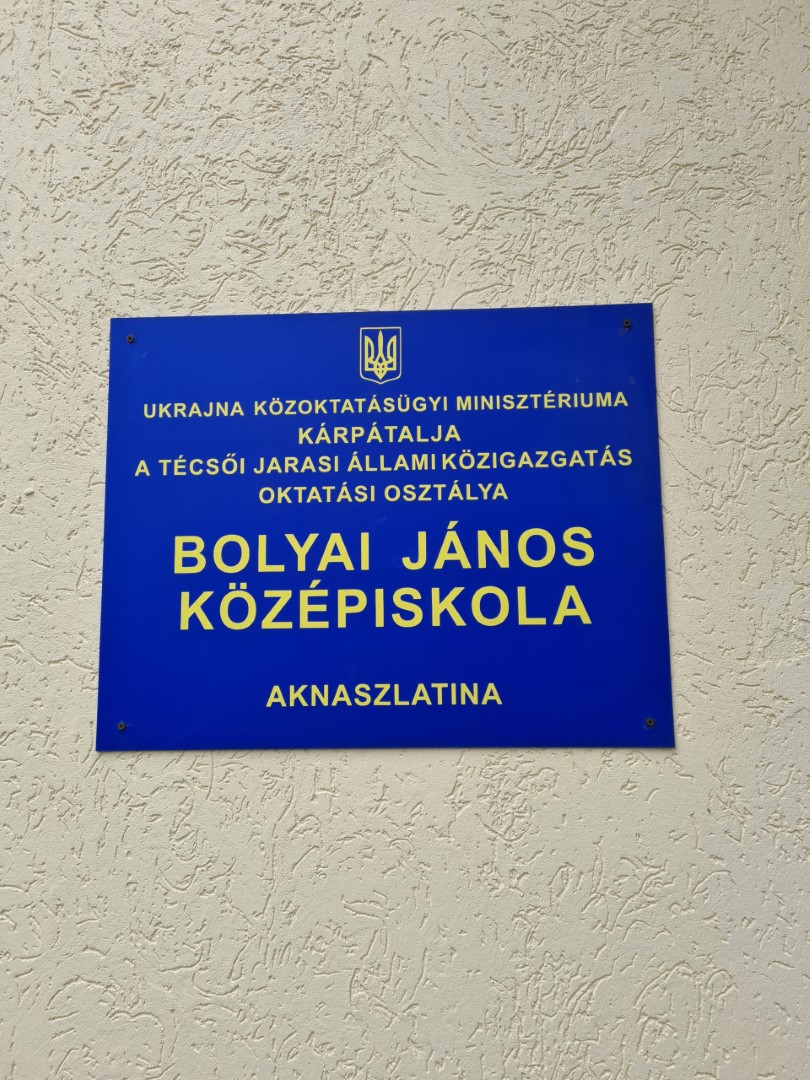 UKRAJNA KÖZOKTATÁSÜGYI MINISZTÉRIUMA
KÁRPÁTALJA
A TÉCSŐI JARASI ÁLLAMI KÖZIGAZGATÁS
OKTATÁSI OSZTÁLYA
BOLYAI JÁNOS
KÖZÉPISKOLA
AKNASZLATINA